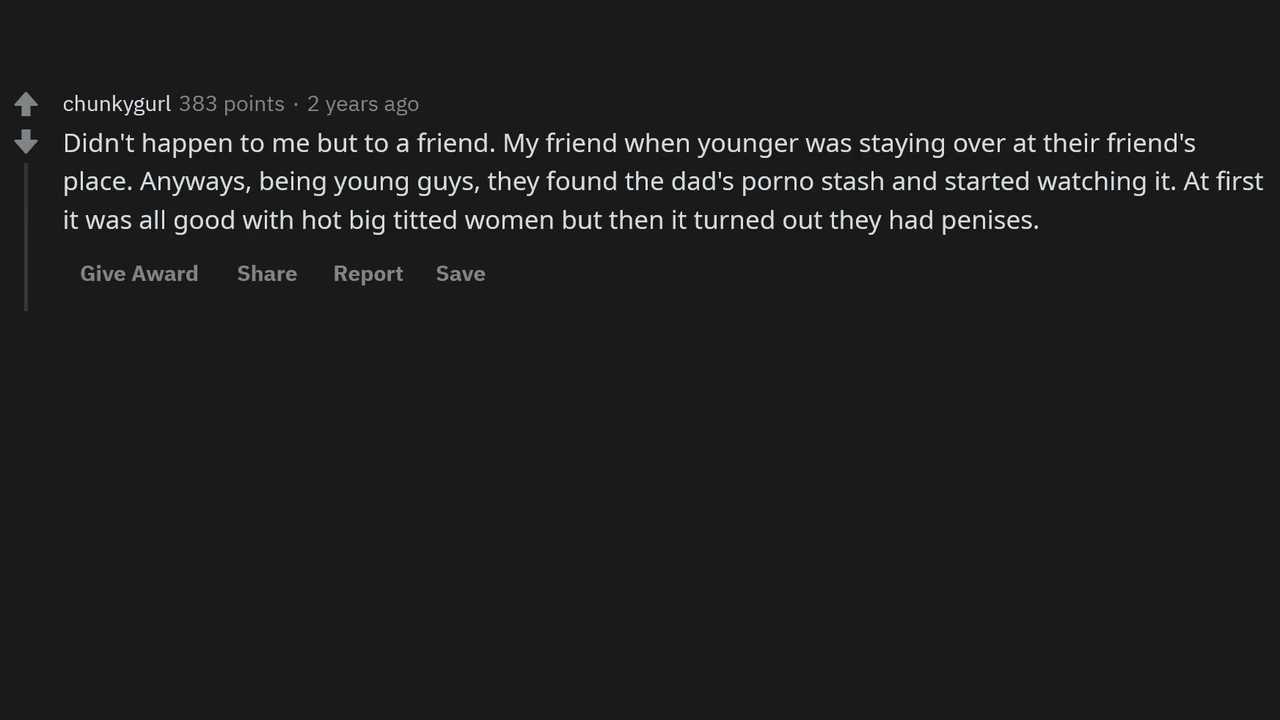 chunkygurl 383 points · 2 years ago
Didn't happen to me but to a friend. My friend when younger was staying over at their friend's
place. Anyways, being young guys, they found the dad's porno stash and started watching it. At first
it was all good with hot big titted women but then it turned out they had penises.
Give Award Share Report Save